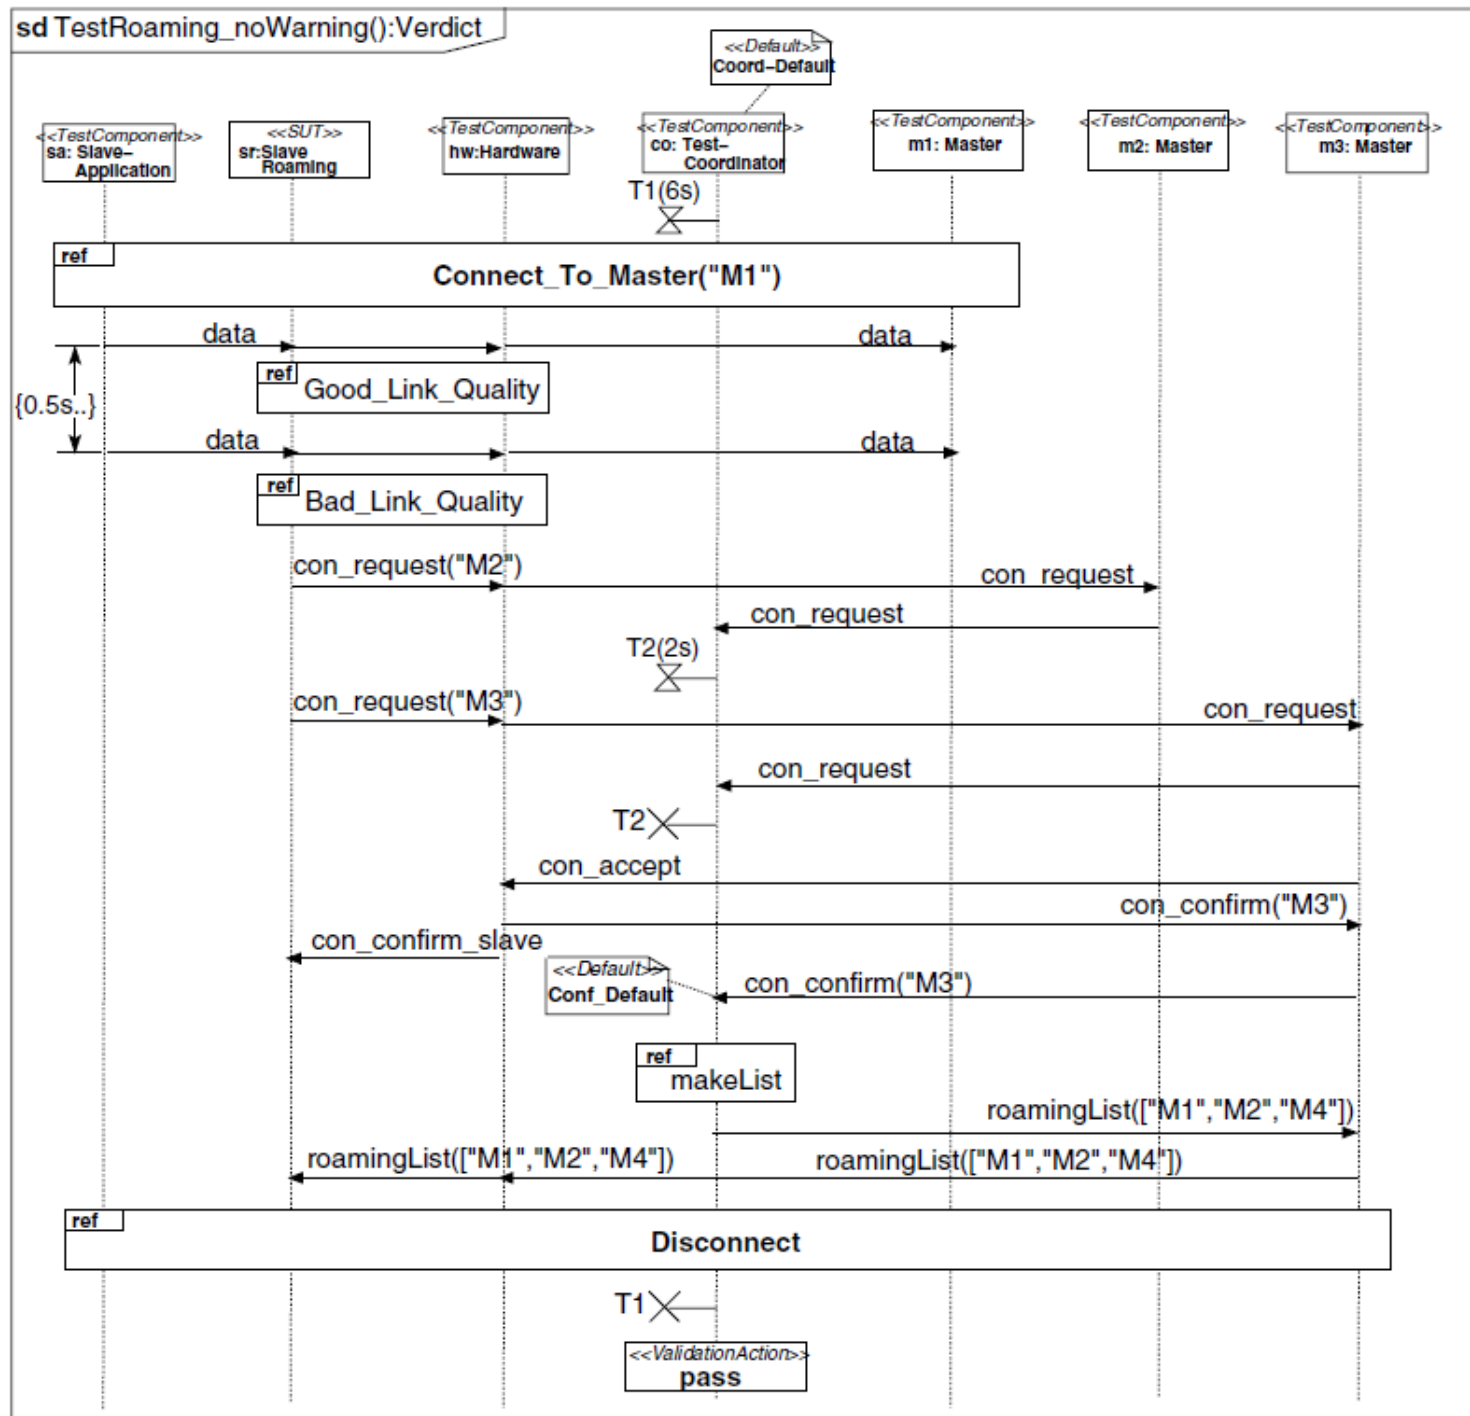 sd TestRoaming_noWarning():Verdict
<<Default>>
Coord-Default
<<TestComponent>>
sa: Slave-
Application
<<SUT>>
sr:Slave
Roaming
<<TestComponent>>
hw:Hardware
<<TestComponent>>
co: Test-
Coordinator
<<TestComponent>>
m1: Master
<<TestComponent>>
m2: Master
<<TestComponent>>
m3: Master
T1(6s)
ref
Connect_To_Master("M1")
data
data
ref
Good_Link_Quality
{0.5s..}
data
data
ref
Bad_Link_Quality
con_request("M2")
con_request
con_request
T2(2s)
con_request("M3")
con_request
con_request
T2
con_accept
con_confirm("M3")
con_confirm_slave
<<Default>>
Conf_Default
con_confirm("M3")
ref
makeList
roamingList(["M1","M2","M4"])
roamingList(["M1","M2","M4"])
roamingList(["M1","M2","M4"])
ref
Disconnect
T1
<<ValidationAction>>
pass